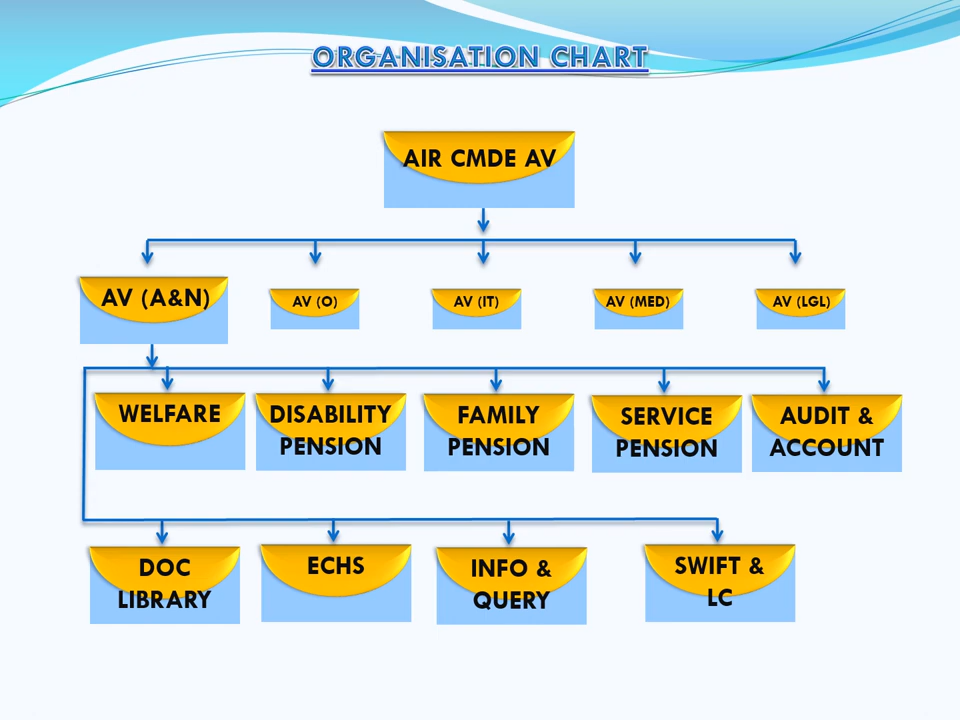 ORGANISATION CHART
AIR CMDE AV
AV (A&N)
AV (O)
AV (IT)
AV (MED)
AV (LGL)
WELFARE
DISABILITY
PENSION
FAMILY
PENSION
SERVICE
PENSION
AUDIT &
ACCOUNT
DOC
LIBRARY
ECHS
INFO &
QUERY
SWIFT &
LC